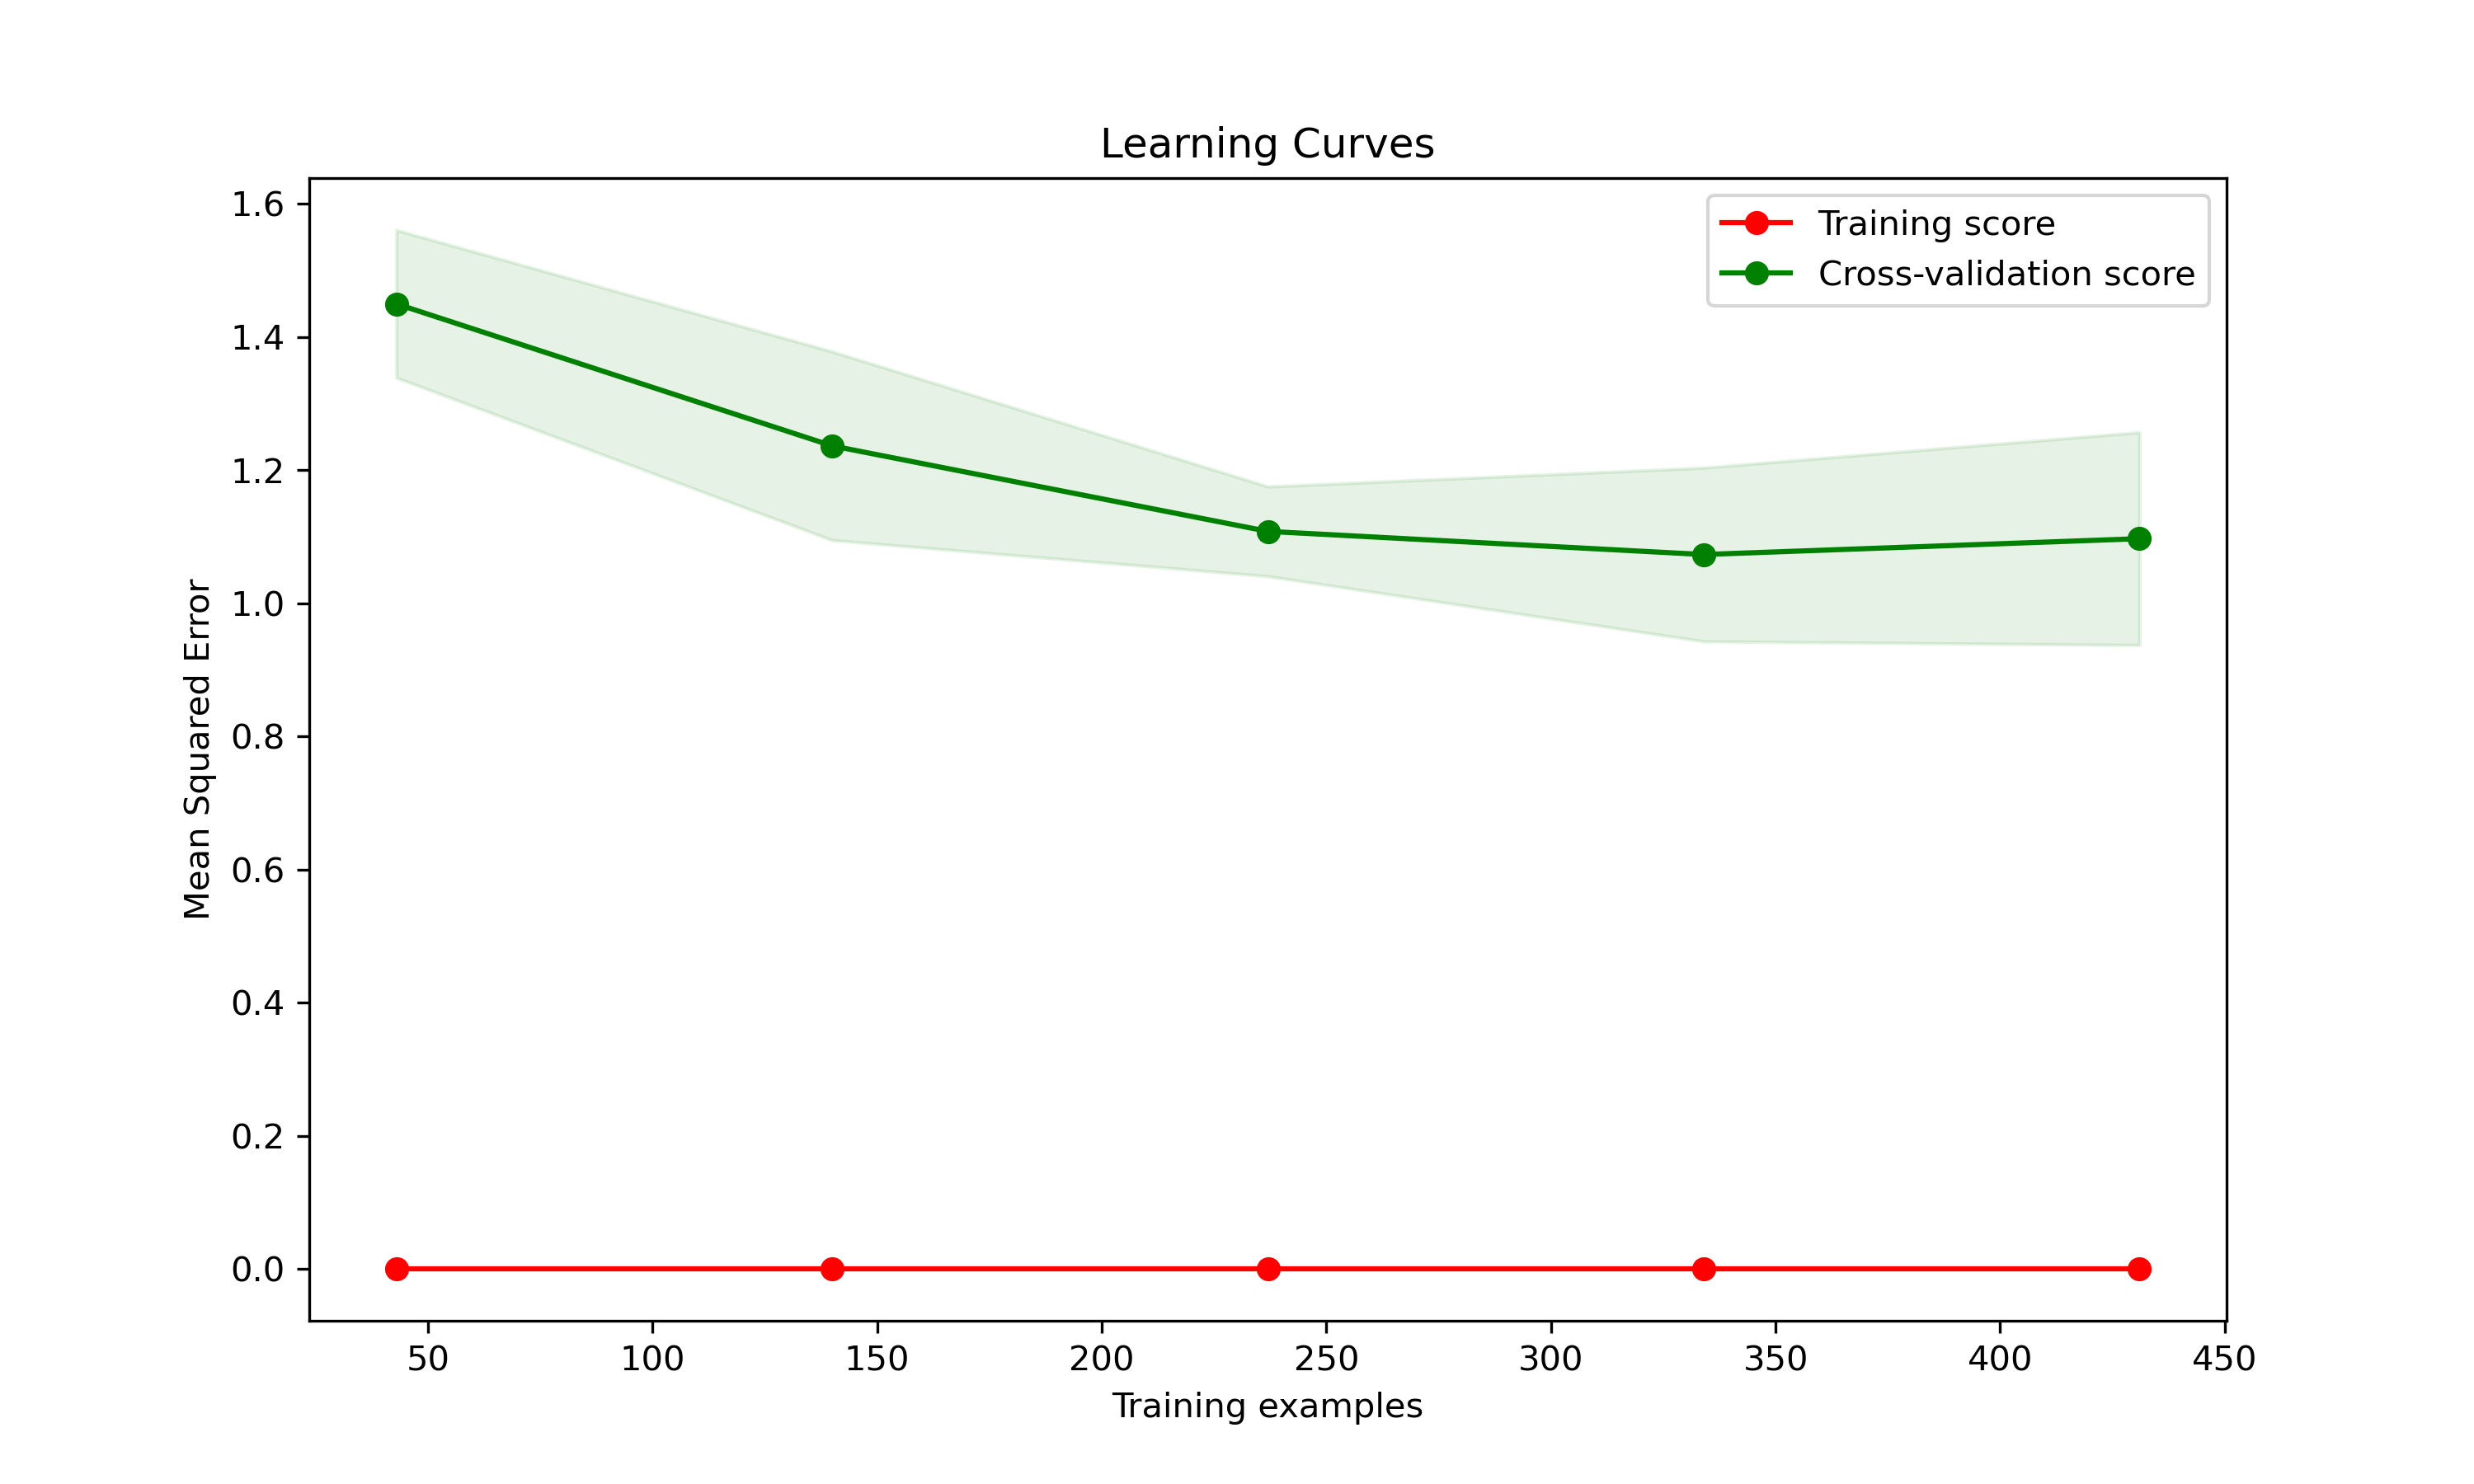 Learning Curves
Training score
Cross-validation score
1.6
1.4
1.2
1.0
0.8
0.6
0.4
0.2
0.0
Mean Squared Error
50 100 150 200 250 300 350 400 450
Training examples